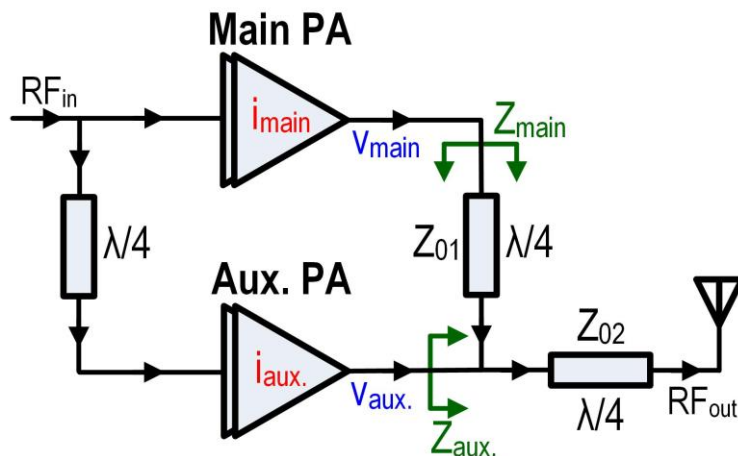 Main PA
RFin
imain
Vmain
Zmain
λ/4
Z01
λ/4
Aux. PA
Z02
iaux.
Vaux.
λ/4
RFout
Zaux.